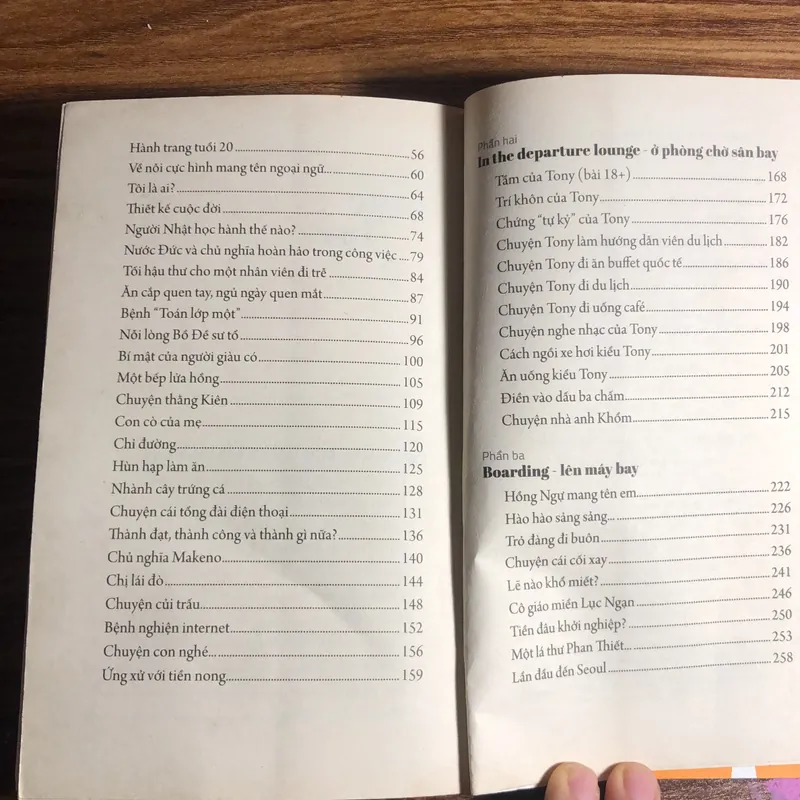 Hành trang tuổi 20 ... 56
Về nỗi cực hình mang tên ngoại ngữ... 60
Tôi là ai? ... 64
Thiết kế cuộc đời ... 68
Người Nhật học hành thế nào? ... 74
Nước Đức và chủ nghĩa hoàn hảo trong công việc ... 79
Tối hậu thư cho một nhân viên đi trễ ... 84
Ăn cắp quen tay, ngủ ngày quen mắt ... 87
Bệnh "Toán lớp một" ... 91
Nỗi lòng Bồ Đề sư tổ ... 96
Bí mật của người giàu có ... 100
Một bếp lửa hồng ... 105
Chuyện thằng Kiên ... 109
Con cò của mẹ ... 115
Chỉ đường ... 120
Hùn hạp làm ăn ... 125
Nhành cây trứng cá ... 128
Chuyện cái tổng đài điện thoại ... 131
Thành đạt, thành công và thành gì nữa? ... 136
Chủ nghĩa Makeno ... 140
Chị lái đò ... 144
Chuyện củi trấu ... 148
Bệnh nghiện internet ... 152
Chuyện con nghé... 156
Ứng xử với tiền nong ... 159
Phần hai
In the departure lounge - ở phòng chờ sân bay
Tắm của Tony (bài 18+) ... 168
Trí khôn của Tony ... 172
Chứng "tự kỷ" của Tony ... 176
Chuyện Tony làm hướng dẫn viên du lịch ... 182
Chuyện Tony đi ăn buffet quốc tế ... 186
Chuyện Tony đi du lịch ... 190
Chuyện Tony đi uống café ... 194
Chuyện nghe nhạc của Tony ... 198
Cách ngồi xe hơi kiểu Tony ... 201
Ăn uống kiểu Tony ... 205
Điền vào dấu ba chấm ... 212
Chuyện nhà anh Khồm ... 215
Phần ba
Boarding - lên máy bay
Hồng Ngự mang tên em... 222
Hào hào sảng sảng... 226
Trỏ đàng đi buôn ... 231
Chuyện cái cối xay ... 236
Lẽ nào khổ miết? ... 241
Cô giáo miền Lục Ngạn ... 246
Tiền đâu khởi nghiệp? ... 250
Một lá thư Phan Thiết... 253
Lần đầu đến Seoul ... 258